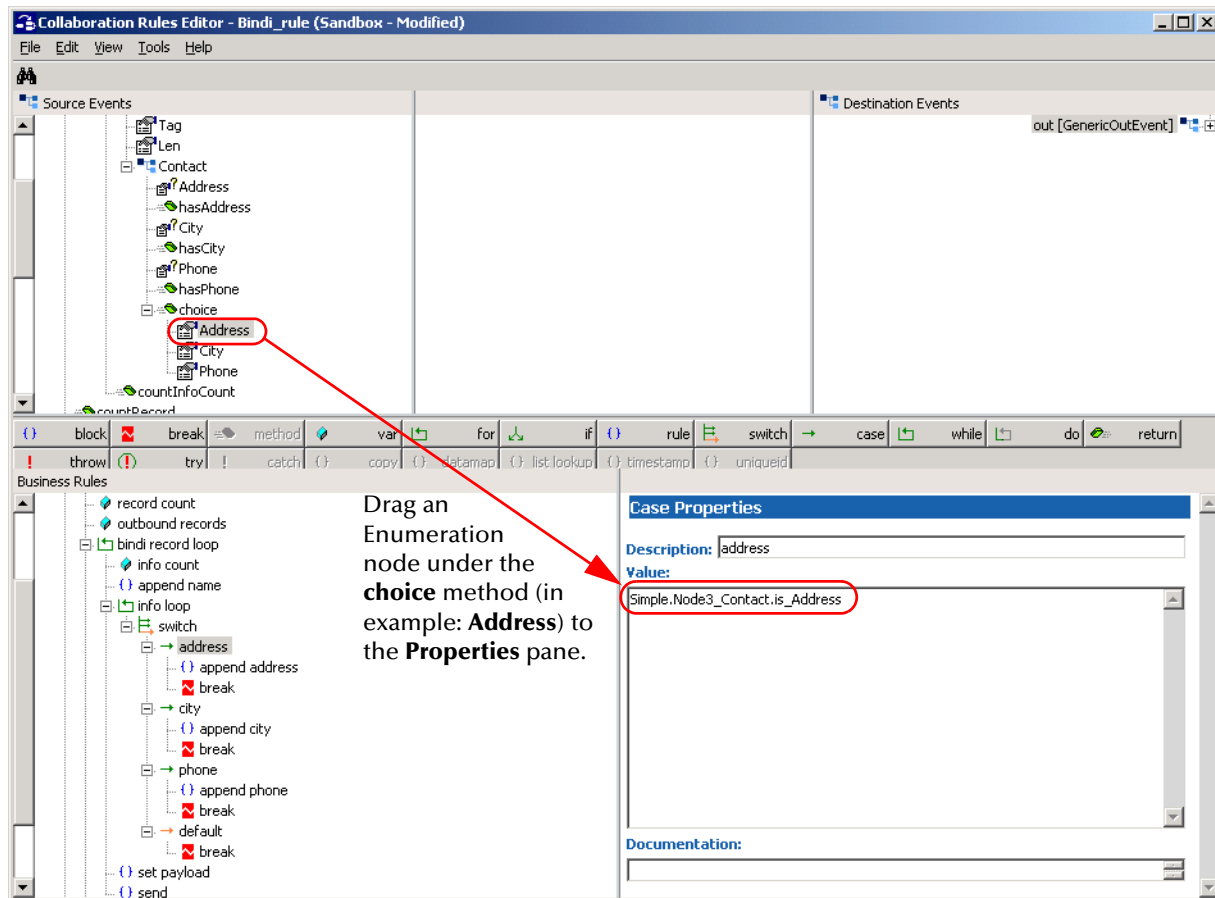 Collaboration Rules Editor - Bindi_rule (Sandbox - Modified)
File Edit View Tools Help
Source Events
Destination Events
out [GenericOutEvent]
Tag
Len
Contact
Address
hasAddress
City
hasCity
Phone
hasPhone
choice
Address
City
Phone
countInfoCount
countRecord
block break method var for if rule switch case while do return
throw try catch copy datamap list lookup timestamp uniqueid
Business Rules
record count
outbound records
bindi record loop
info count
append name
info loop
switch
address
append address
break
city
append city
break
phone
append phone
break
default
break
set payload
send
Drag an
Enumeration
node under the
choice method (in
example: Address) to
the Properties pane.
Case Properties
Description: address
Value:
Simple.Node3_Contact.is_Address
Documentation: